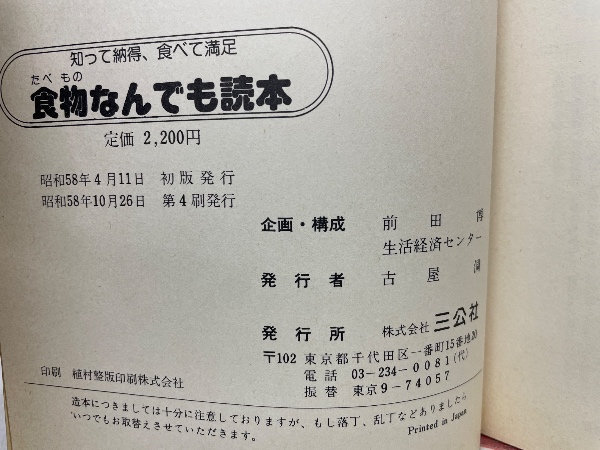 知って納得、食べて満足
たべ もの
食物なんでも読本
定価 2,200円
昭和58年4月11日 初版発行
昭和58年10月26日 第4刷発行
企画・構成 前田 博
生活経済センター
発行者 古屋
発行所 株式会社 三公社
〒102 東京都千代田区一番町15番地20
電話 03-234-0081(代)
振替 東京9-74057
印刷 植村整版印刷株式会社
造本につきましては十分に注意しておりますが、もし落丁、乱丁などありましたら
いつでもお取替えさせていただきます。
Printed in Japan